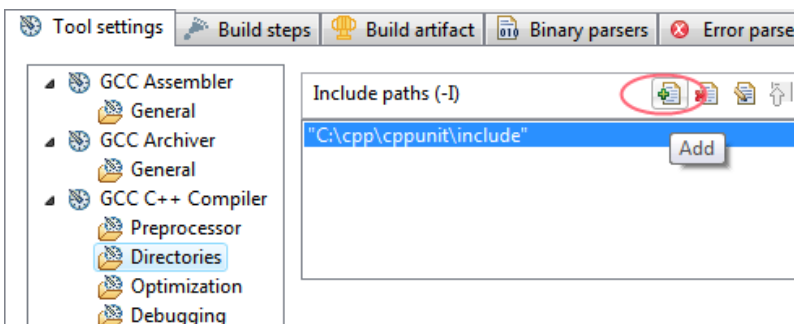 Tool settings Build steps Build artifact Binary parsers Error parse
GCC Assembler
General
GCC Archiver
General
GCC C++ Compiler
Preprocessor
Directories
Optimization
Debugging
Include paths (-I)
"C:\cpp\cppunit\include"
Add